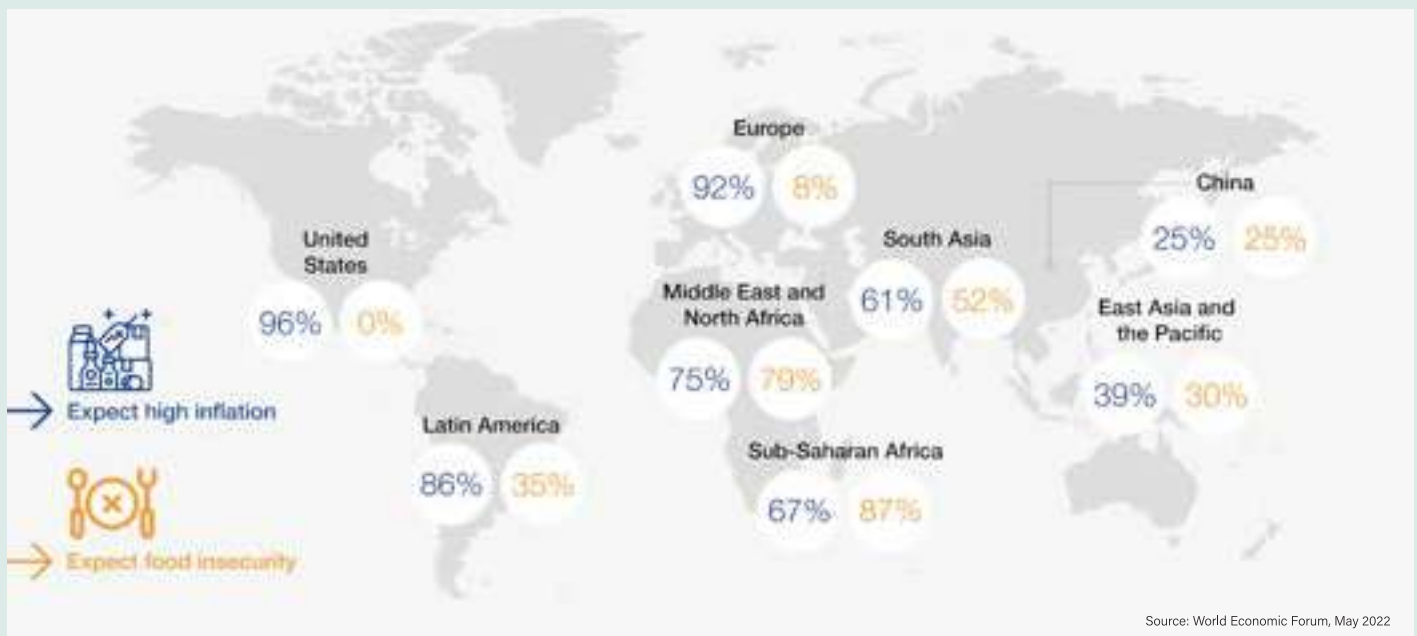 Europe
92% 8%
China
25% 25%
United
States
96% 0%
South Asia
61% 52%
Middle East and
North Africa
75% 79%
East Asia and
the Pacific
39% 30%
Expect high inflation
Latin America
86% 35%
Sub-Saharan Africa
67% 87%
Expect food insecurity
Source: World Economic Forum, May 2022